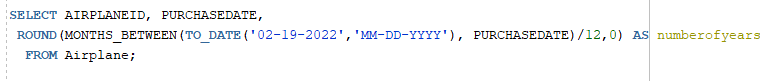 SELECT AIRPLANEID, PURCHASEDATE,
ROUND(MONTHS_BETWEEN(TO_DATE('02-19-2022','MM-DD-YYYY'), PURCHASEDATE)/12,0) AS numberofyears
FROM Airplane;